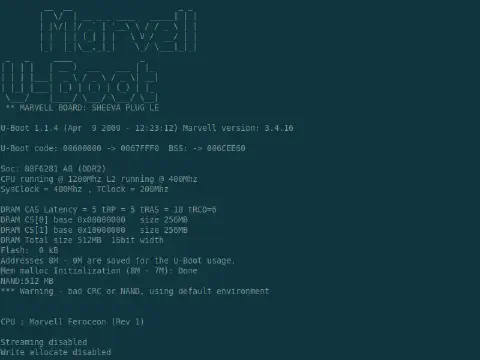 Marvell
U-Boot
** MARVELL BOARD: SHEEVA PLUG LE
U-Boot 1.1.4 (Apr 9 2009 - 12:23:12) Marvell version: 3.4.16
U-Boot code: 00600000 -> 0067FFF0 BSS: -> 006CEE60
Soc: 88F6281 A0 (DDR2)
CPU running @ 1200Mhz L2 running @ 400Mhz
SysClock = 400Mhz , TClock = 200Mhz
DRAM CAS Latency = 5 tRP = 5 tRAS = 18 tRCD=6
DRAM CS[0] base 0x00000000 size 256MB
DRAM CS[1] base 0x10000000 size 256MB
DRAM Total size 512MB 16bit width
Flash: 0 kB
Addresses 8M - 0M are saved for the U-Boot usage.
Mem malloc Initialization (8M - 7M): Done
NAND:512 MB
*** Warning - bad CRC or NAND, using default environment
CPU : Marvell Feroceon (Rev 1)
Streaming disabled
Write allocate disabled